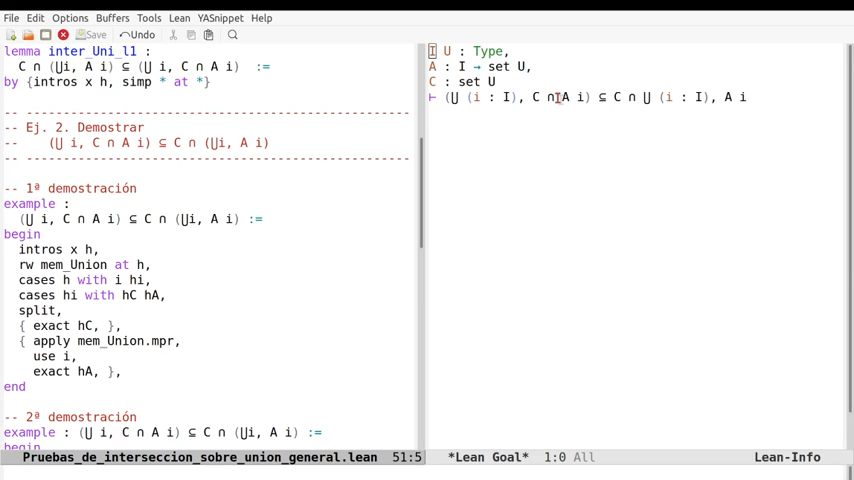 File Edit Options Buffers Tools Lean YASnippet Help
Save Undo
lemma inter_Uni_l1 :
C ∩ (⋃i, A i) ⊆ (⋃ i, C ∩ A i) :=
by {intros x h, simp * at *}
-- ---------------------------------------------------
-- Ej. 2. Demostrar
-- (⋃ i, C ∩ A i) ⊆ C ∩ (⋃i, A i)
-- ---------------------------------------------------
-- 1ª demostración
example :
(⋃ i, C ∩ A i) ⊆ C ∩ (⋃i, A i) :=
begin
intros x h,
rw mem_Union at h,
cases h with i hi,
cases hi with hC hA,
split,
{ exact hC, },
{ apply mem_Union.mpr,
use i,
exact hA, },
end
-- 2ª demostración
example : (⋃ i, C ∩ A i) ⊆ C ∩ (⋃i, A i) :=
begin
Pruebas_de_interseccion_sobre_union_general.lean 51:5
I U : Type,
A : I → set U,
C : set U
⊢ (⋃ (i : I), C ∩ A i) ⊆ C ∩ ⋃ (i : I), A i
*Lean Goal* 1:0 All Lean-Info